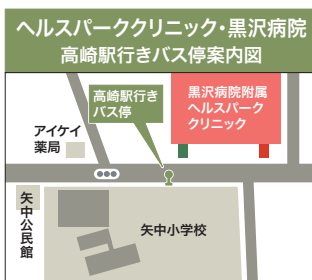 ヘルスパーククリニック・黒沢病院
高崎駅行きバス停案内図
高崎駅行き
バス停
黒沢病院附属
ヘルスパーク
クリニック
アイケイ
薬局
矢中公民館
矢中小学校